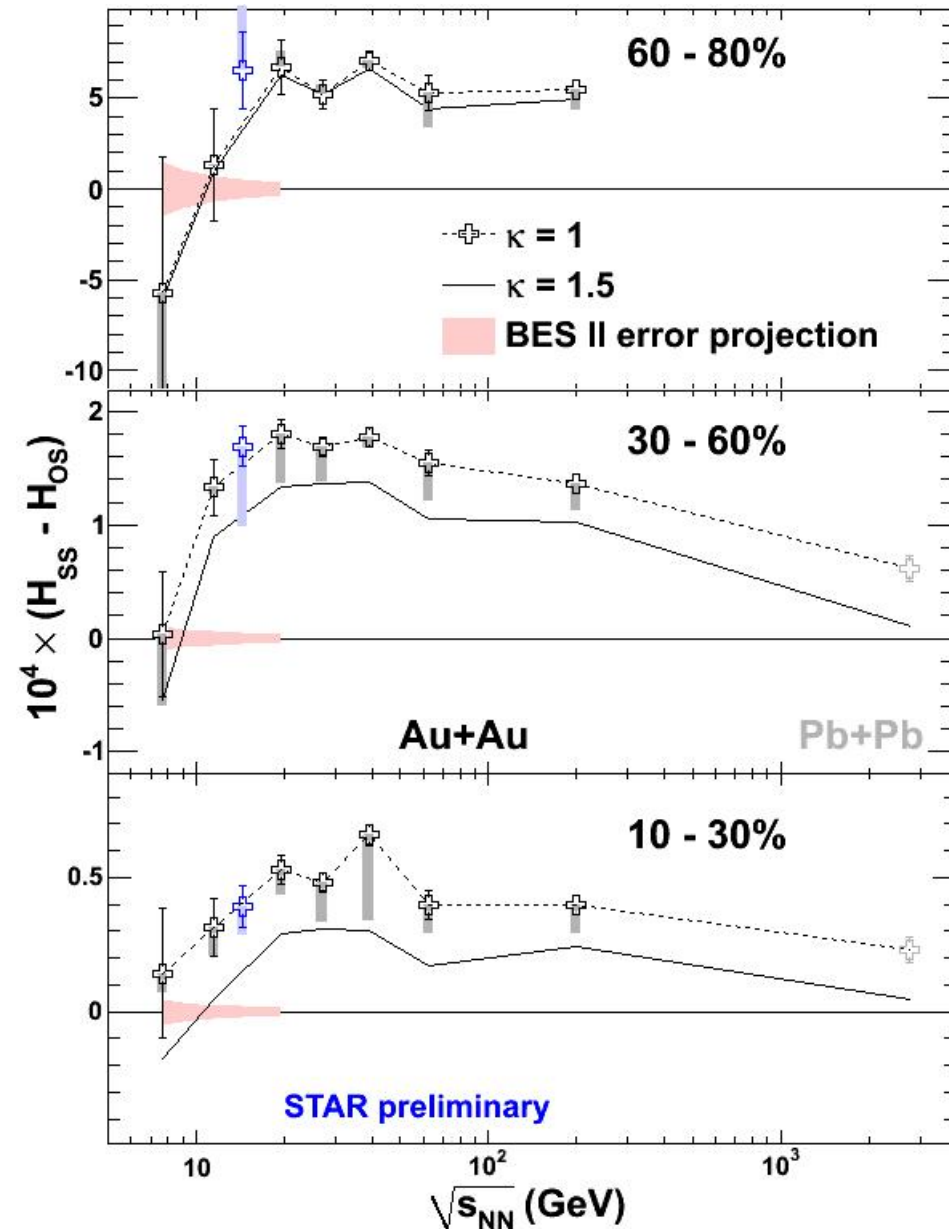 60 - 80%
5
0
-5
-10
κ = 1
κ = 1.5
BES II error projection
10⁴ × (H_SS - H_OS)
30 - 60%
2
1
0
-1
Au+Au
Pb+Pb
10 - 30%
0.5
0
STAR preliminary
10
10²
10³
√s_NN (GeV)